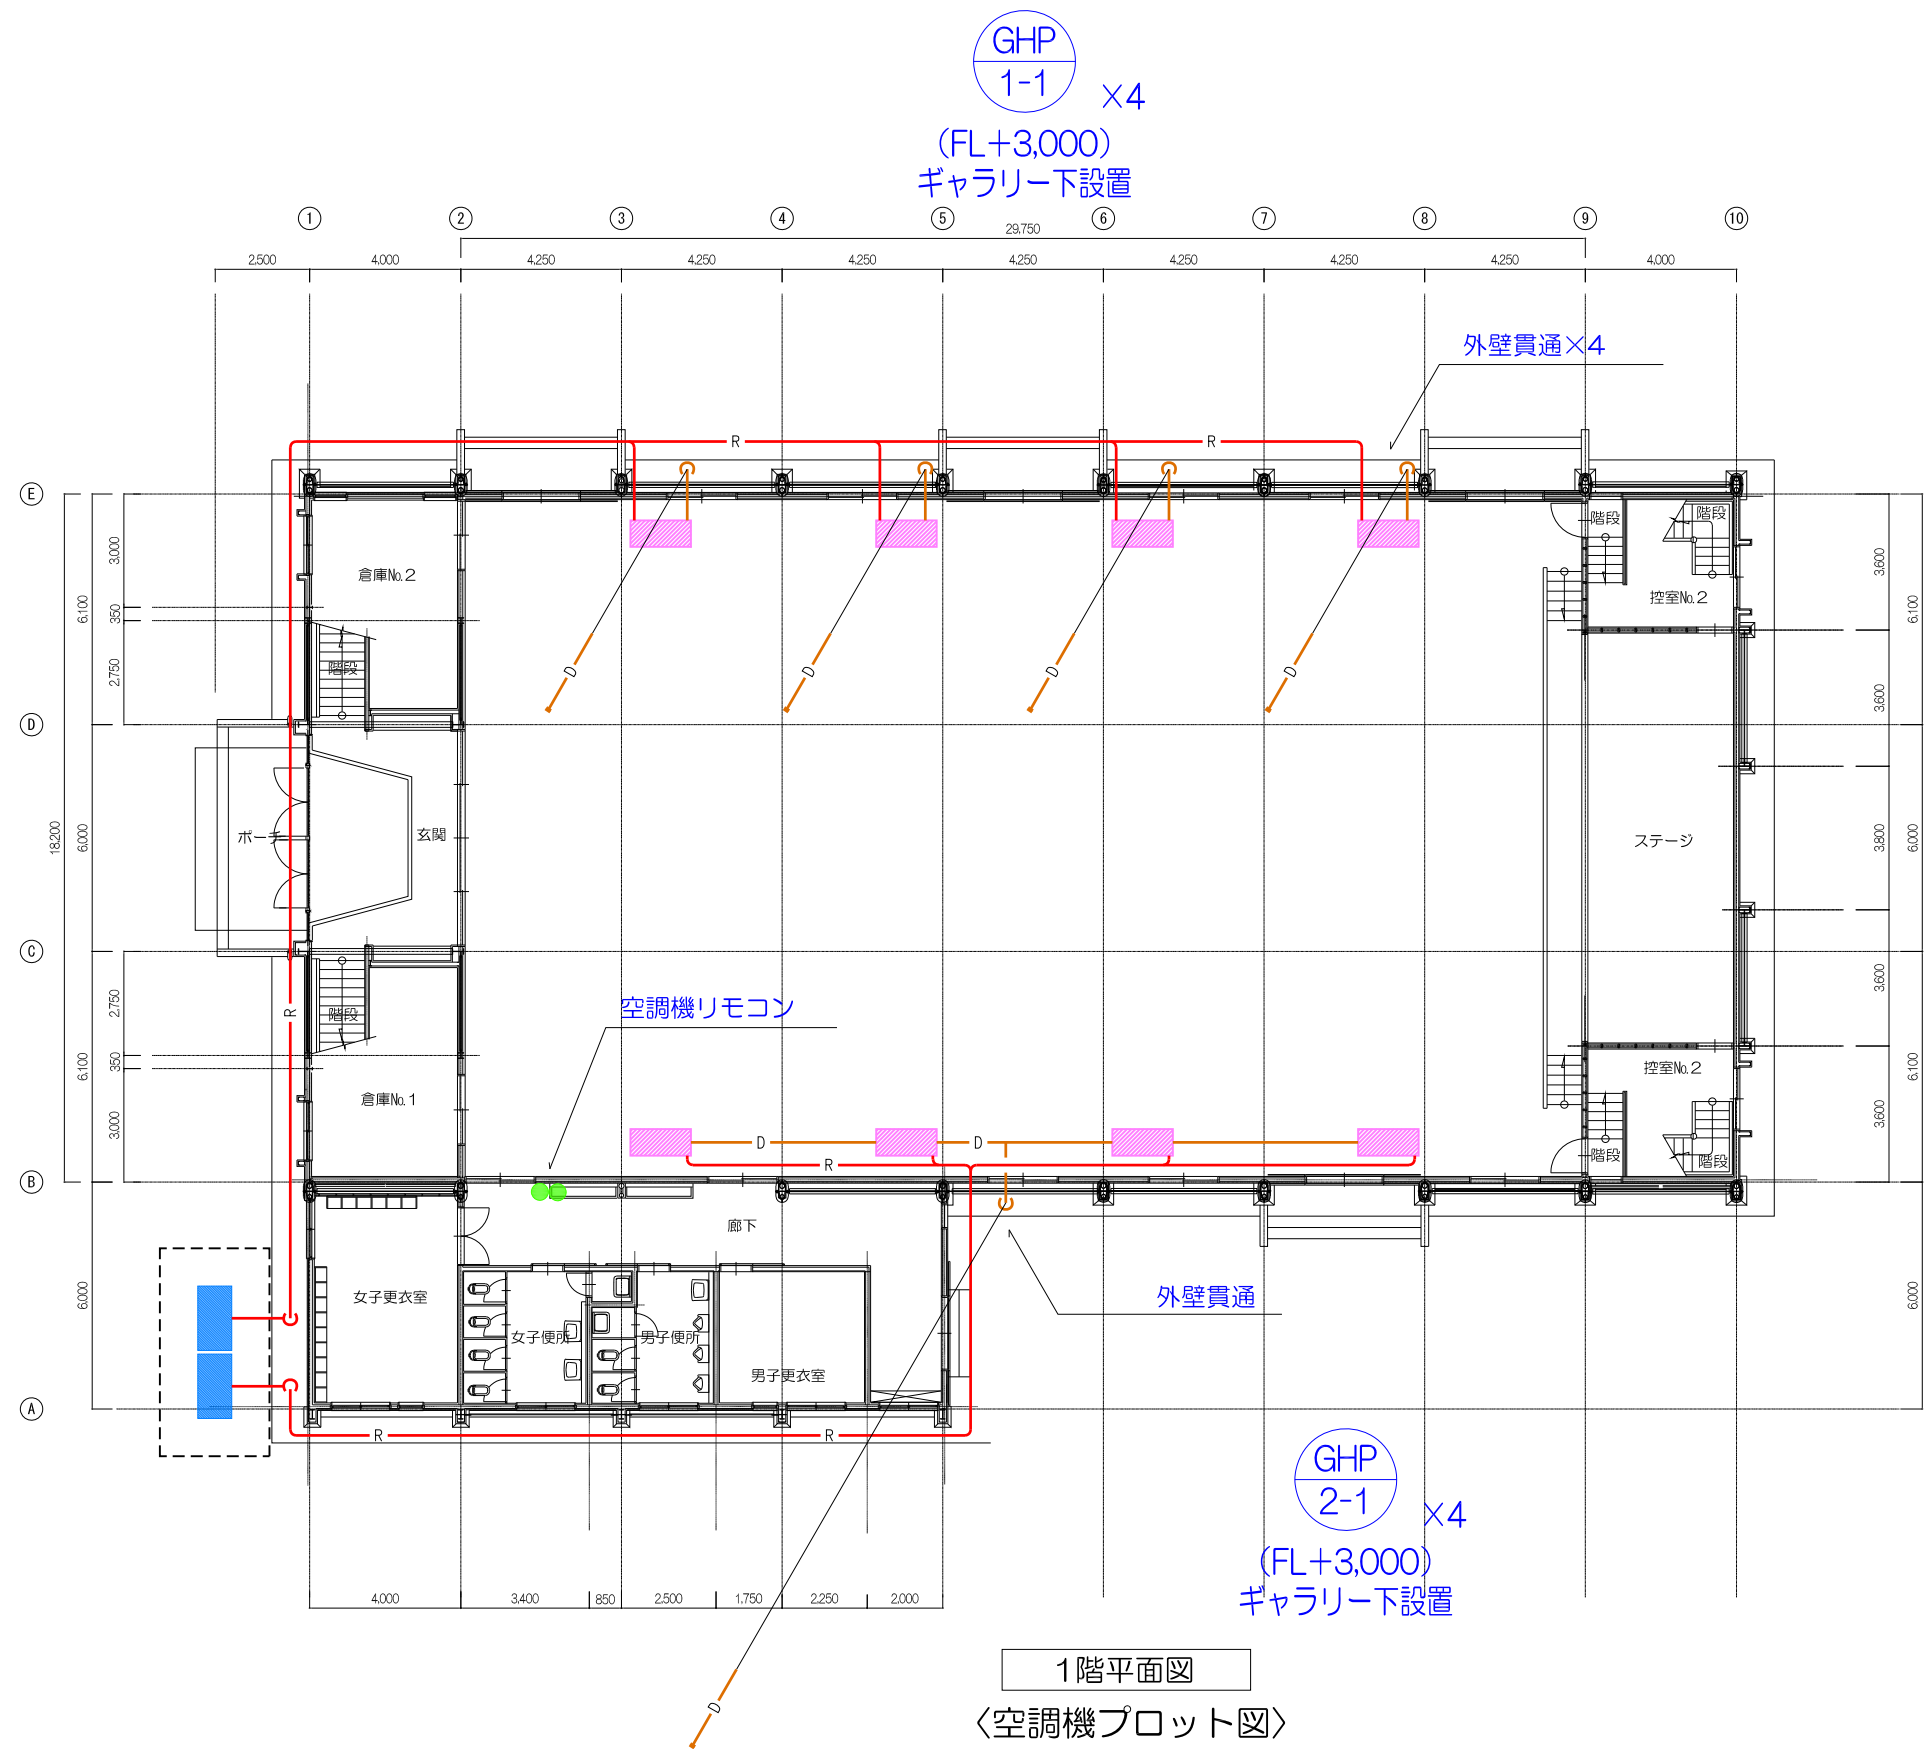 GHP
1-1
×4
(FL+3,000)
ギャラリー下設置
1 2 3 4 5 6 7 8 9 10
29,750
2,500 4,000 4,250 4,250 4,250 4,250 4,250 4,250 4,250 4,000
外壁貫通×4
R R
E
倉庫No.2
階段
階段
階段
控室No.2
3,000
350
2,750
6,100
3,600
6,100
3,600
D D D D
D
18,200
6,000
ポーチ
玄関
ステージ
3,800
6,000
C
R
階段
空調機リモコン
倉庫No.1
控室No.2
2,750
350
3,000
6,100
3,600
3,600
6,100
D D
R
階段
階段
B
廊下
女子更衣室
女子便所
男子便所
男子更衣室
外壁貫通
6,000
6,000
A
R R
GHP
2-1
×4
(FL+3,000)
ギャラリー下設置
4,000 3,400 850 2,500 1,750 2,250 2,000
D
1階平面図
〈空調機プロット図〉